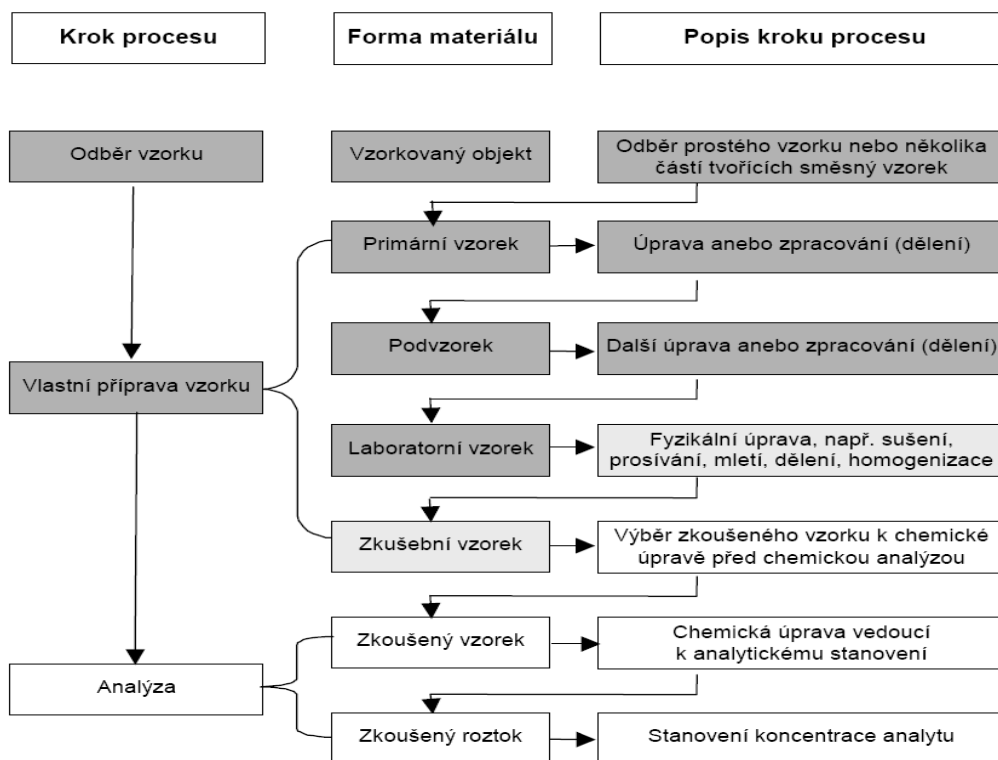 Krok procesu
Forma materiálu
Popis kroku procesu
Odběr vzorku
Vzorkovaný objekt
Odběr prostého vzorku nebo několika
částí tvořících směsný vzorek
Primární vzorek
Úprava anebo zpracování (dělení)
Podvzorek
Další úprava anebo zpracování (dělení)
Vlastní příprava vzorku
Laboratorní vzorek
Fyzikální úprava, např. sušení,
prosívání, mletí, dělení, homogenizace
Zkušební vzorek
Výběr zkoušeného vzorku k chemické
úpravě před chemickou analýzou
Zkoušený vzorek
Chemická úprava vedoucí
k analytickému stanovení
Analýza
Zkoušený roztok
Stanovení koncentrace analytu